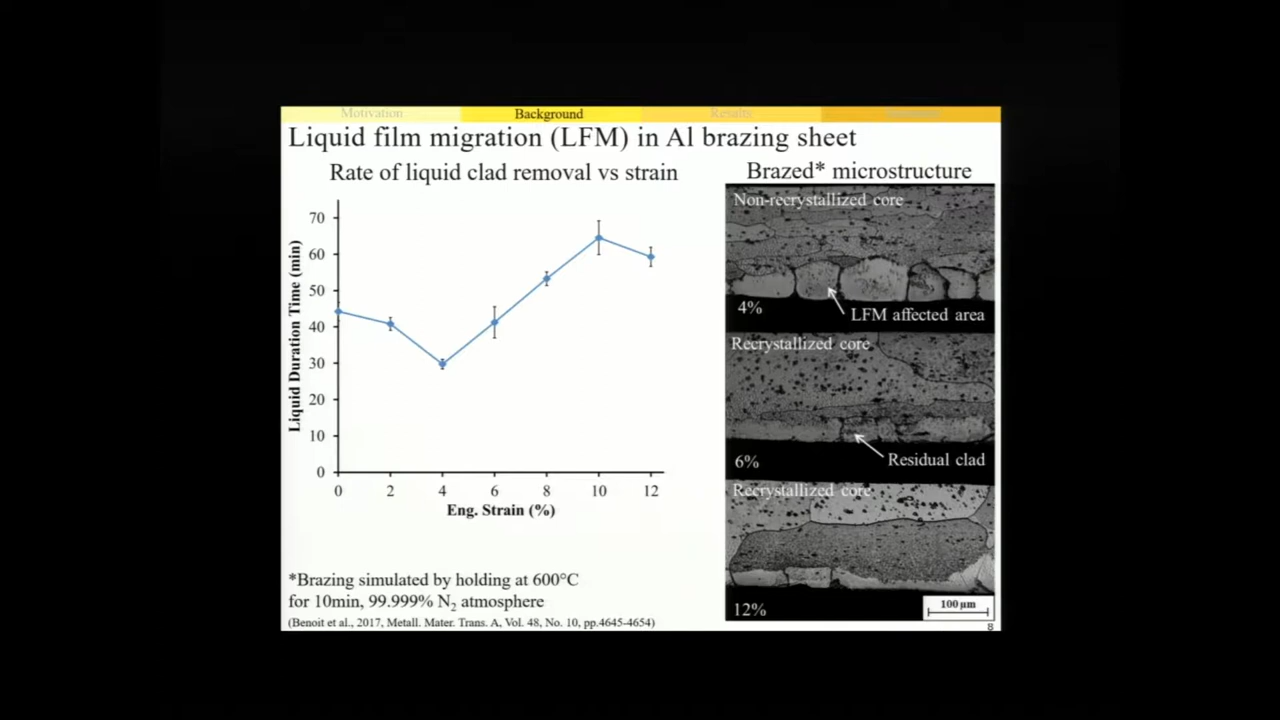 Motivation
Background
Results
Liquid film migration (LFM) in Al brazing sheet
Rate of liquid clad removal vs strain
Liquid Duration Time (min)
70
60
50
40
30
20
10
0
0 2 4 6 8 10 12
Eng. Strain (%)
*Brazing simulated by holding at 600°C
for 10min, 99.999% N₂ atmosphere
(Benoit et al., 2017, Metall. Mater. Trans. A, Vol. 48, No. 10, pp.4645-4654)
Brazed* microstructure
Non-recrystallized core
4%
LFM affected area
Recrystallized core
6%
Residual clad
Recrystallized core
12%
100 µm
8